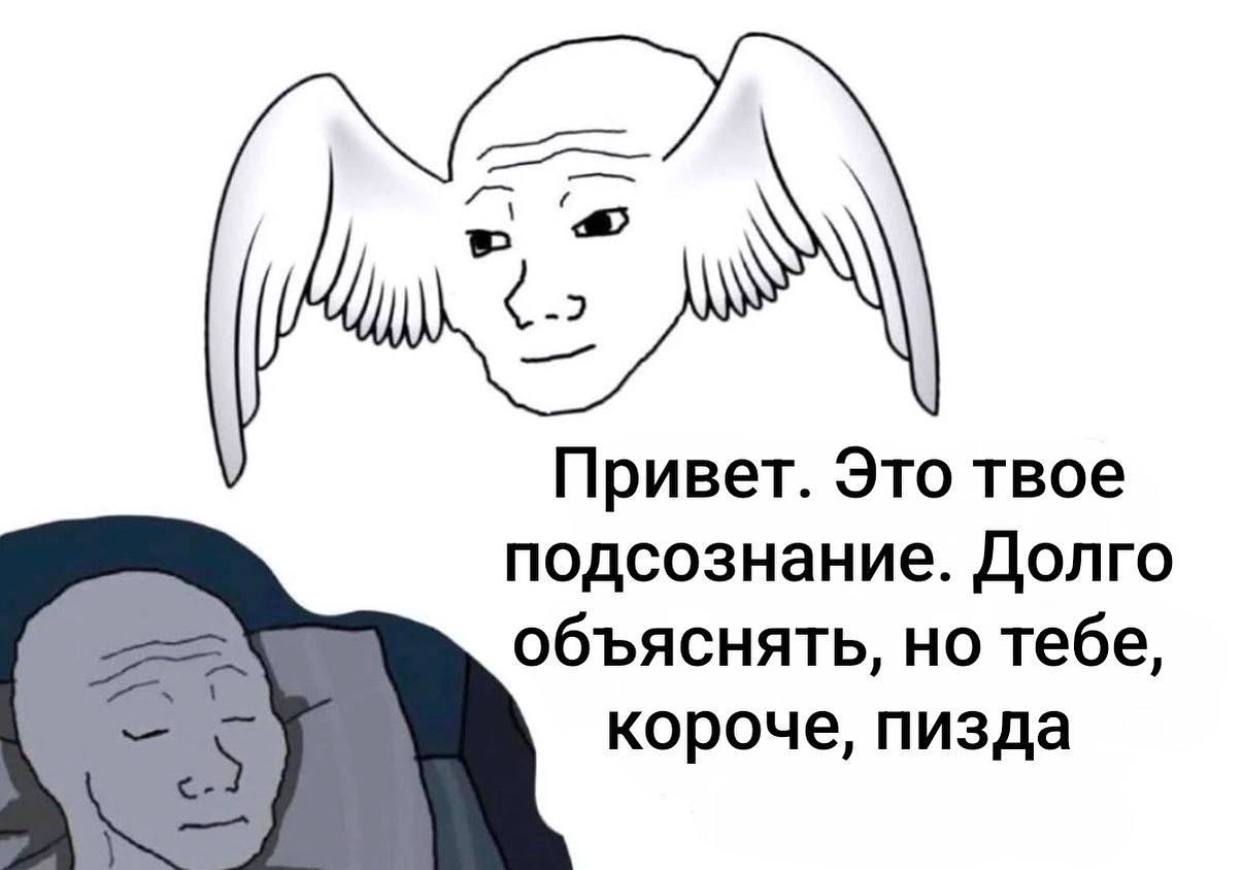 Привет. Это твое
подсознание. Долго
объяснять, но тебе,
короче, пизда